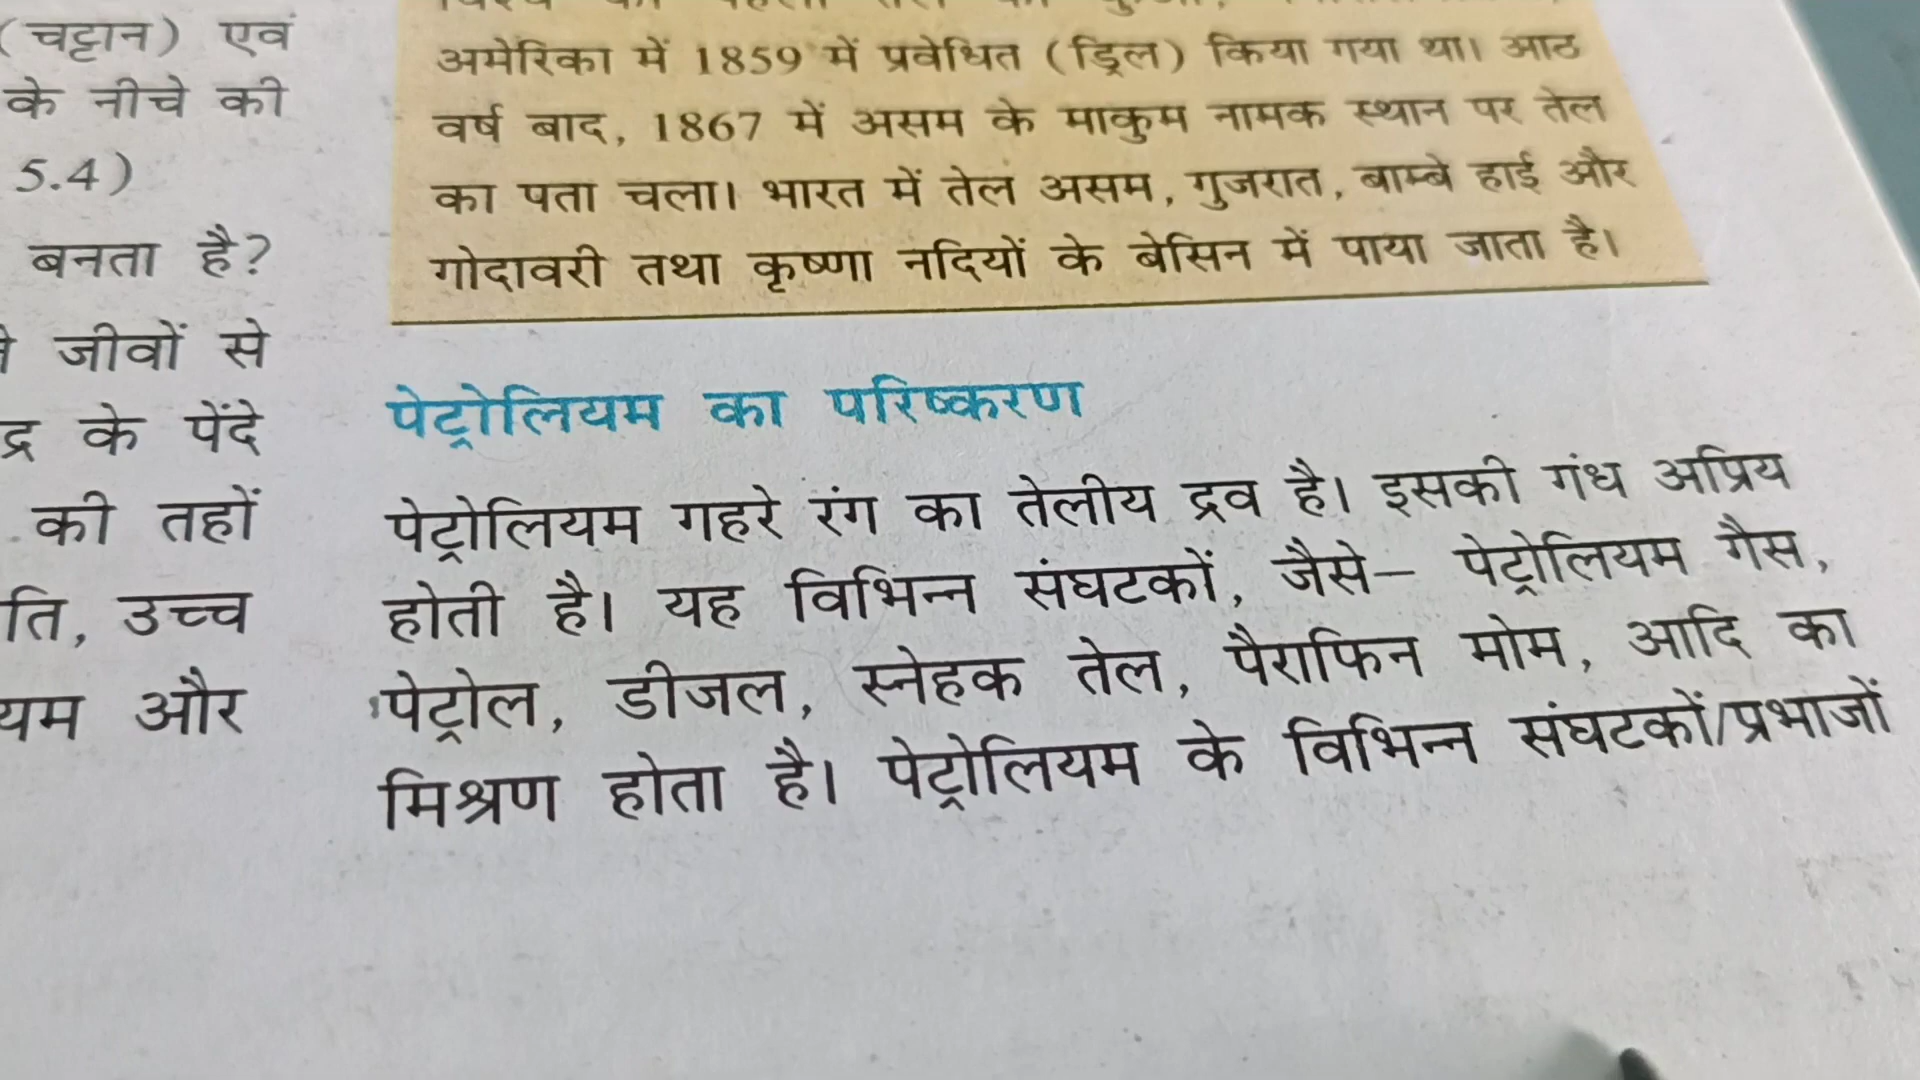 (चट्टान) एवं
के नीचे की
5.4)
बनता है?
जीवों से
द्र के पेंदे
की तहों
ति, उच्च
यम और
अमेरिका में 1859 में प्रवेधित (ड्रिल) किया गया था। आठ
वर्ष बाद, 1867 में असम के माकुम नामक स्थान पर तेल
का पता चला। भारत में तेल असम, गुजरात, बाम्बे हाई और
गोदावरी तथा कृष्णा नदियों के बेसिन में पाया जाता है।
पेट्रोलियम का परिष्करण
पेट्रोलियम गहरे रंग का तेलीय द्रव है। इसकी गंध अप्रिय
होती है। यह विभिन्न संघटकों, जैसे– पेट्रोलियम गैस,
पेट्रोल, डीजल, स्नेहक तेल, पैराफिन मोम, आदि का
मिश्रण होता है। पेट्रोलियम के विभिन्न संघटकों/प्रभाजों